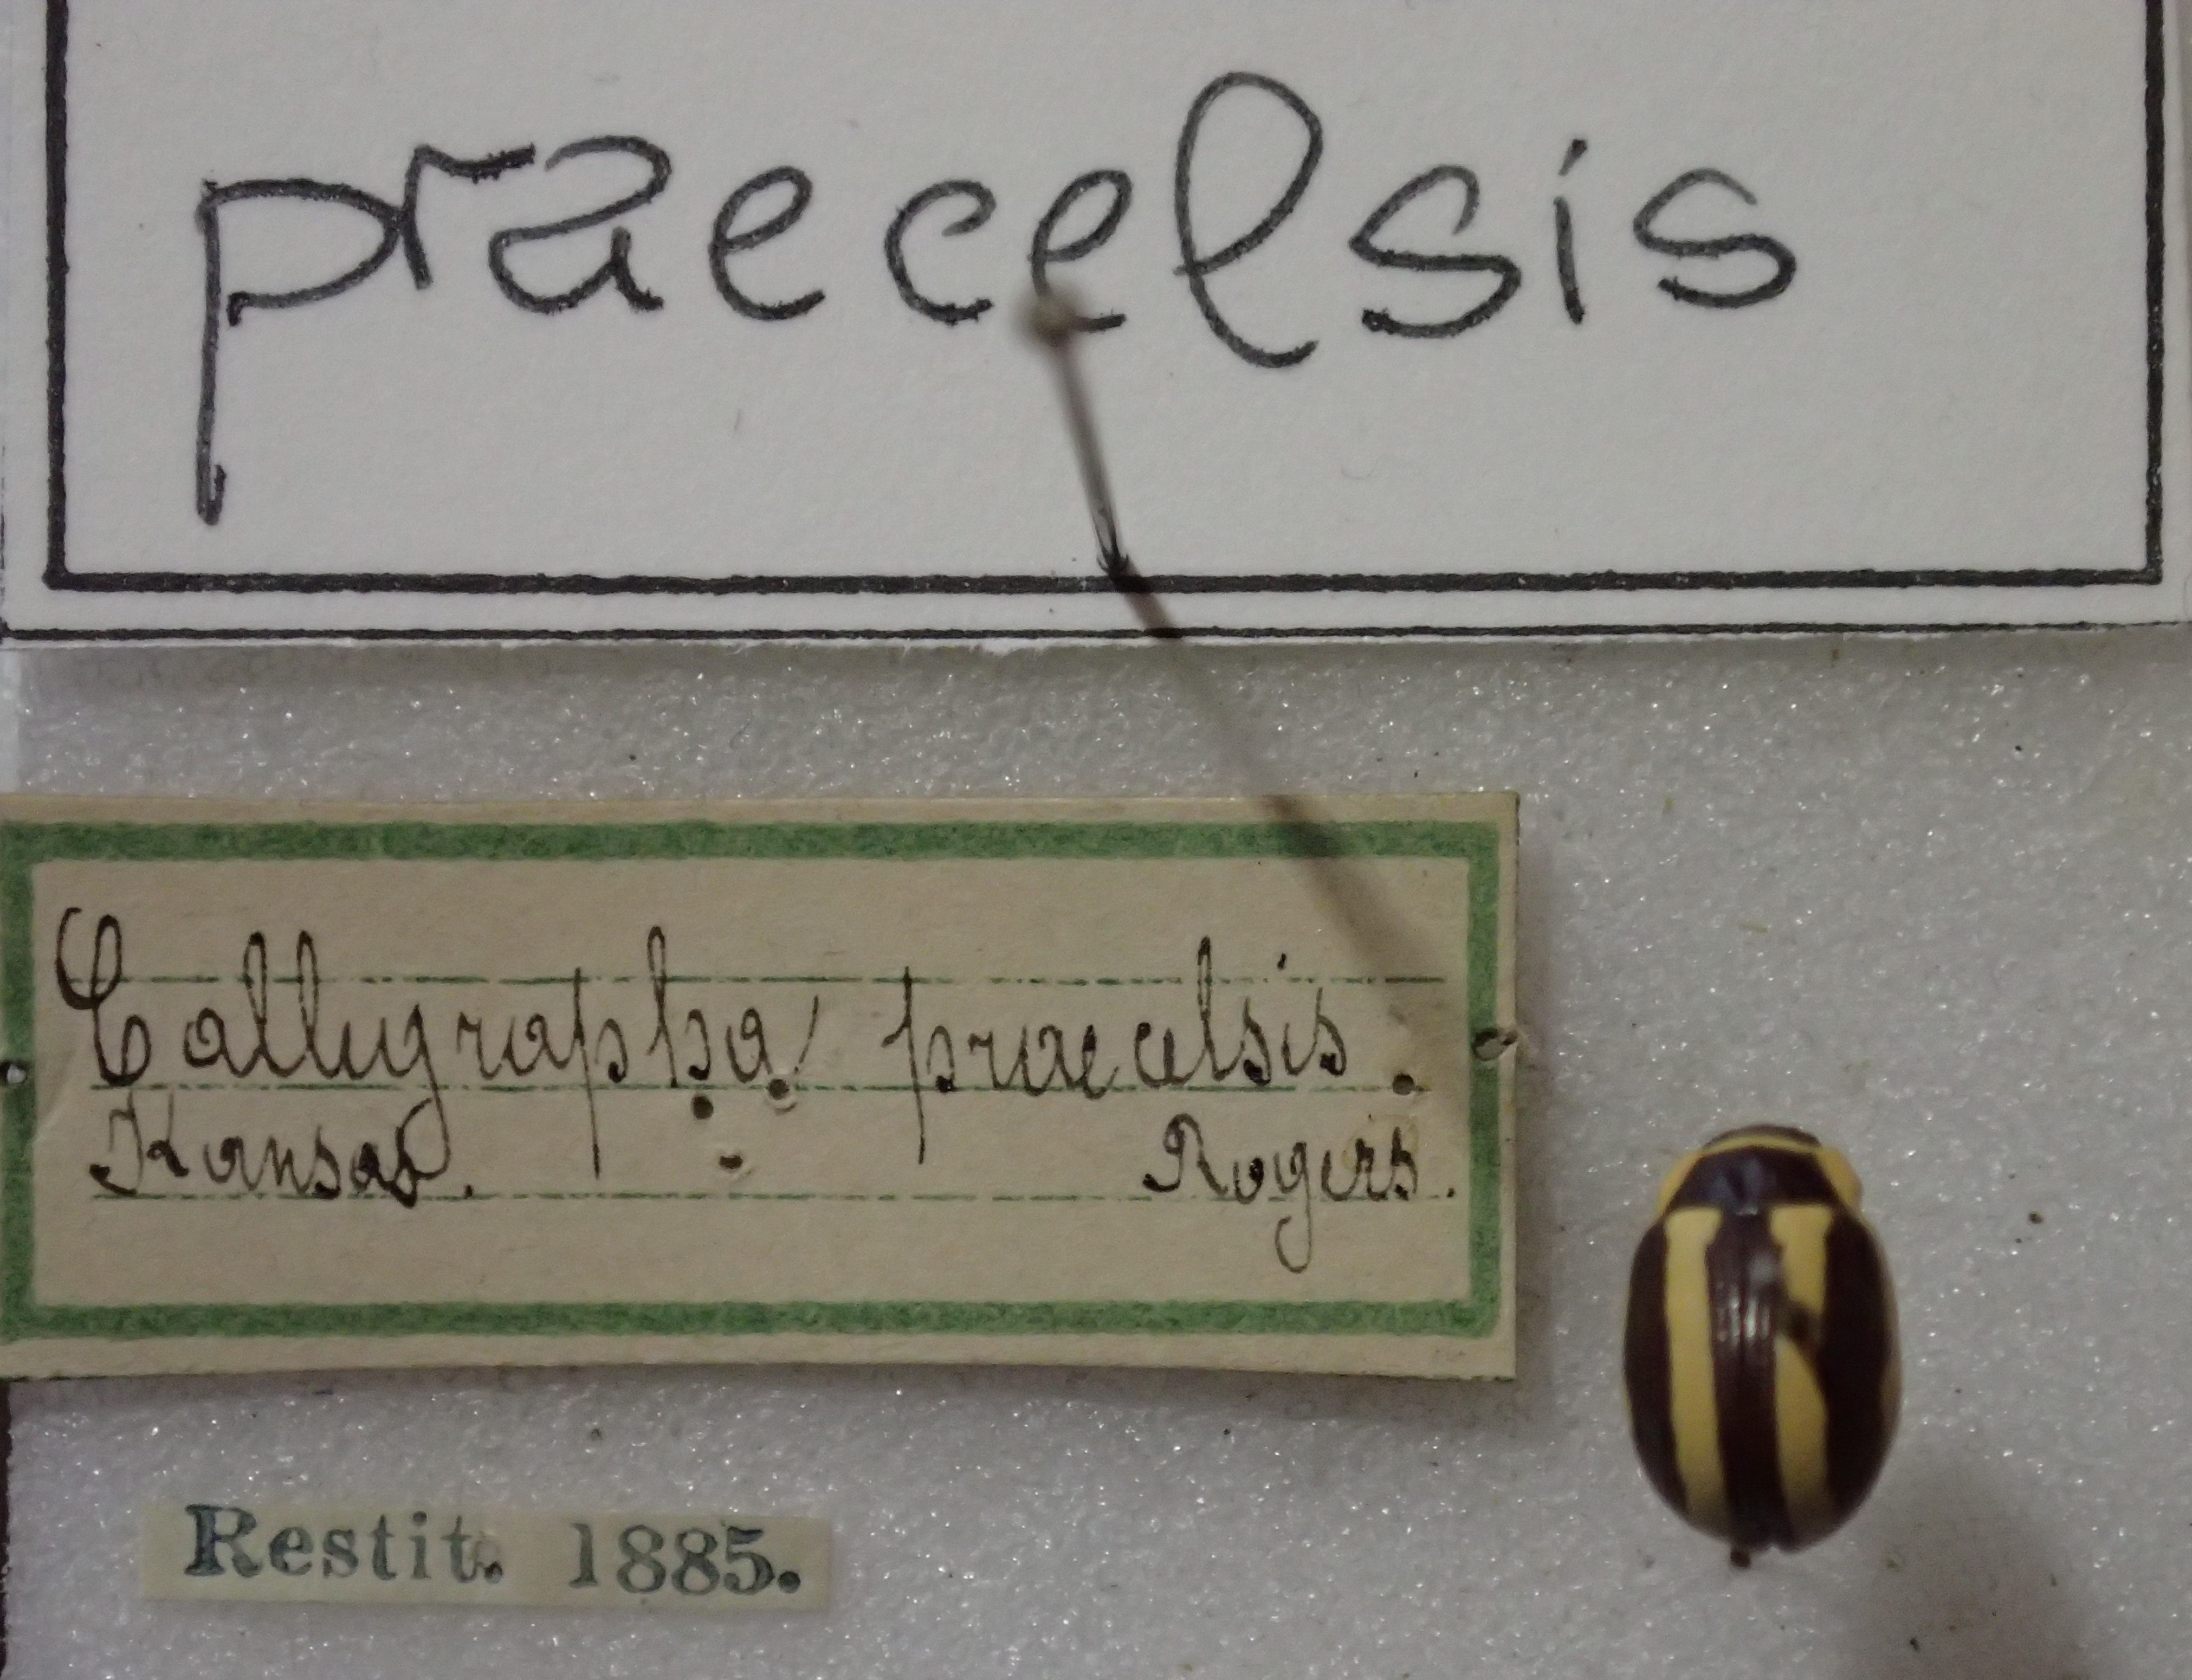 praecelsis
Calligrapha praecelsis.
Kansas. Rogers.
Restit. 1885.